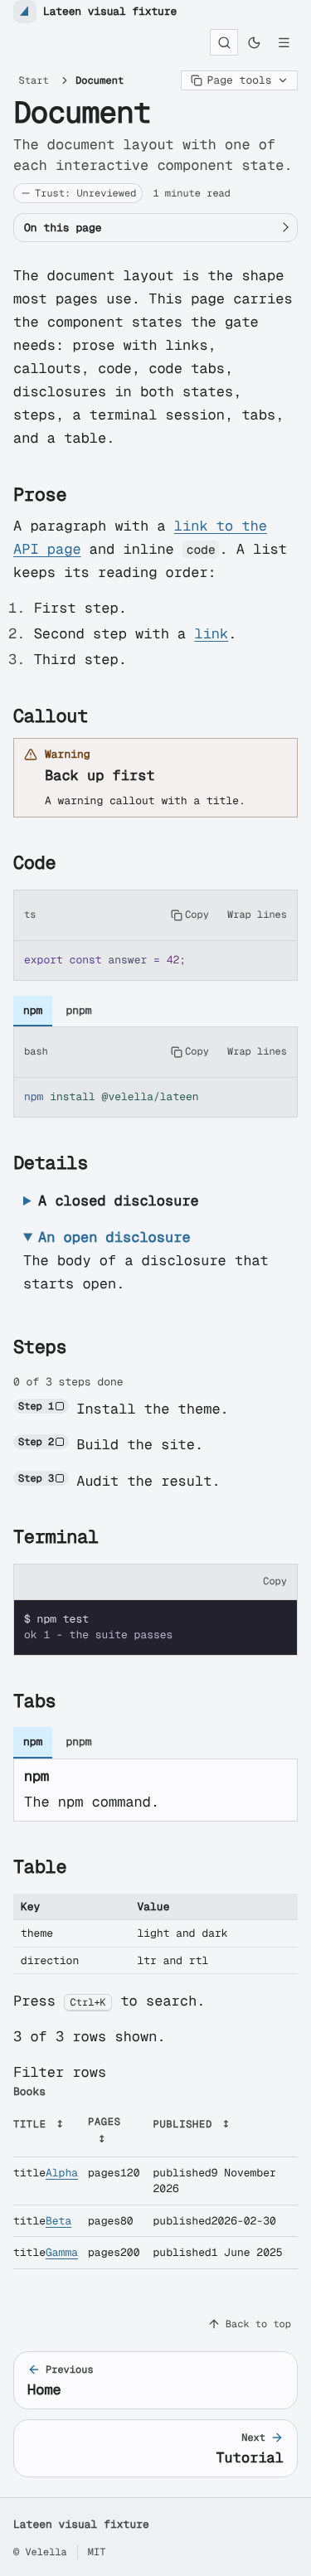 Lateen visual fixture
Start > Document
Page tools
Document
The document layout with one of
each interactive component state.
— Trust: Unreviewed
1 minute read
On this page
The document layout is the shape
most pages use. This page carries
the component states the gate
needs: prose with links,
callouts, code, code tabs,
disclosures in both states,
steps, a terminal session, tabs,
and a table.
Prose
A paragraph with a link to the
API page and inline code. A list
keeps its reading order:
1. First step.
2. Second step with a link.
3. Third step.
Callout
Warning
Back up first
A warning callout with a title.
Code
ts Copy Wrap lines
export const answer = 42;
npm pnpm
bash Copy Wrap lines
npm install @velella/lateen
Details
A closed disclosure
An open disclosure
The body of a disclosure that
starts open.
Steps
0 of 3 steps done
Step 1 Install the theme.
Step 2 Build the site.
Step 3 Audit the result.
Terminal
Copy
$ npm test
ok 1 - the suite passes
Tabs
npm pnpm
npm
The npm command.
Table
Key Value
theme light and dark
direction ltr and rtl
Press Ctrl+K to search.
3 of 3 rows shown.
Filter rows
Books
TITLE ↕ PAGES ↕ PUBLISHED ↕
titleAlpha pages120 published9 November
2026
titleBeta pages80 published2026-02-30
titleGamma pages200 published1 June 2025
↑ Back to top
← Previous
Home
Next →
Tutorial
Lateen visual fixture
© Velella MIT